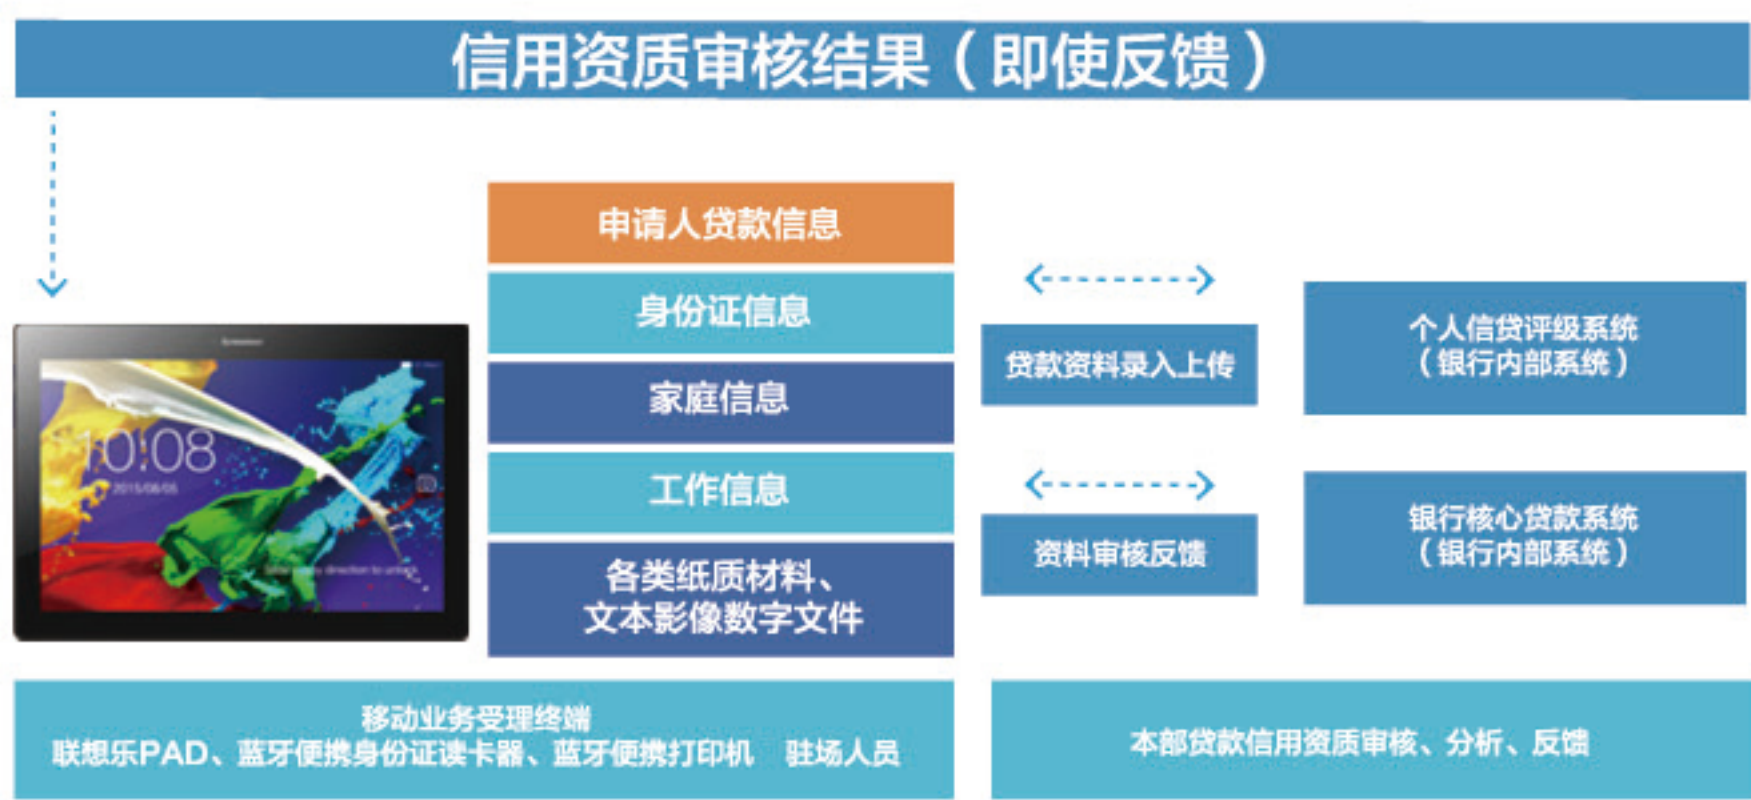 信用资质审核结果（即使反馈）
申请人贷款信息
身份证信息
家庭信息
工作信息
各类纸质材料、
文本影像数字文件
贷款资料录入上传
资料审核反馈
个人信贷评级系统
（银行内部系统）
银行核心贷款系统
（银行内部系统）
10:08
2015/06/05
移动业务受理终端
联想乐PAD、蓝牙便携身份证读卡器、蓝牙便携打印机 驻场人员
本部贷款信用资质审核、分析、反馈